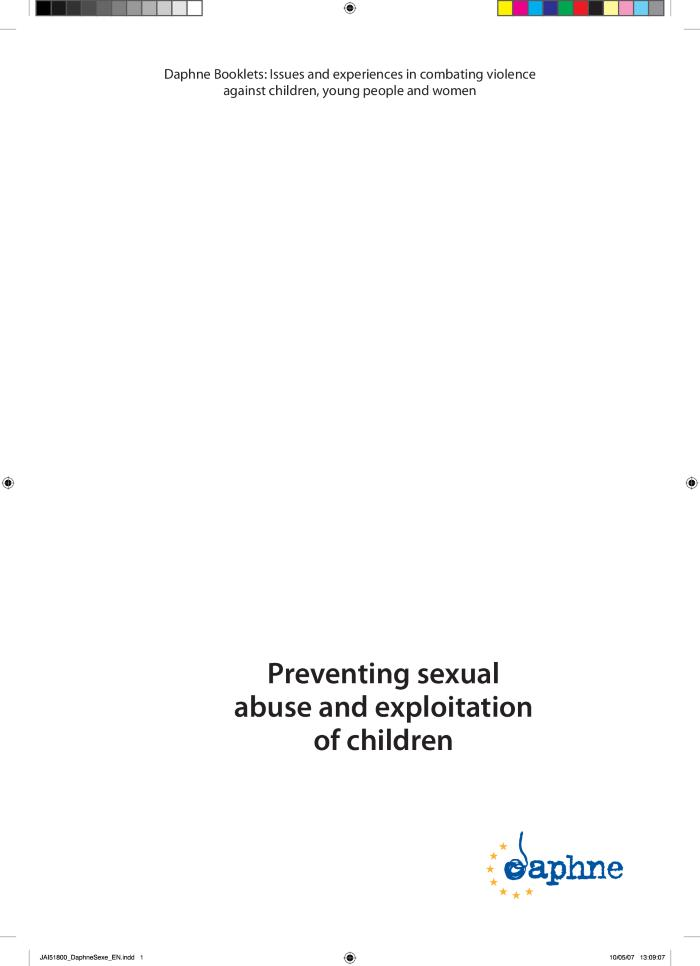 Daphne Booklets: Issues and experiences in combating violence
against children, young people and women
Preventing sexual
abuse and exploitation
of children
daphne
JAI51800_DaphneSexe_EN.indd 1
10/05/07 13:09:07